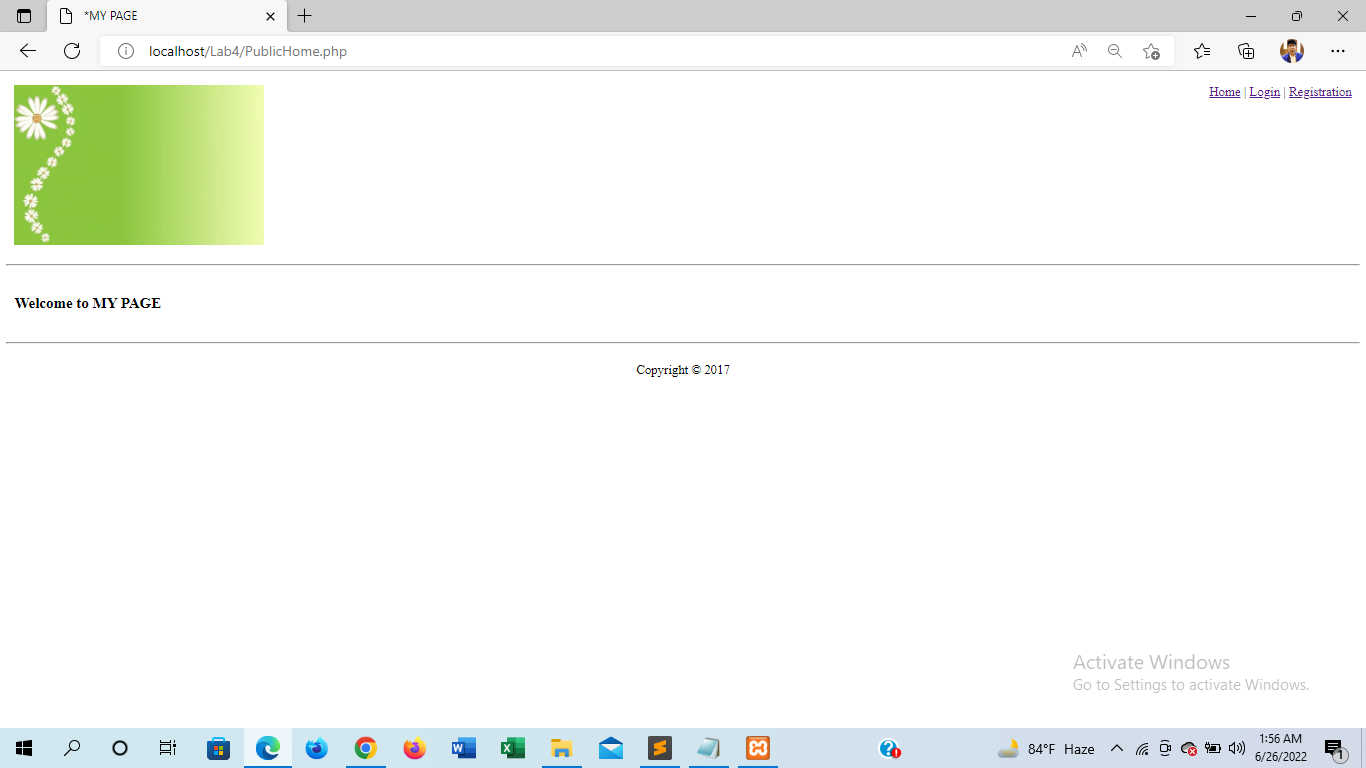 *MY PAGE
localhost/Lab4/PublicHome.php
Home | Login | Registration
Welcome to MY PAGE
Copyright © 2017
Activate Windows
Go to Settings to activate Windows.
84°F Haze
1:56 AM
6/26/2022
1